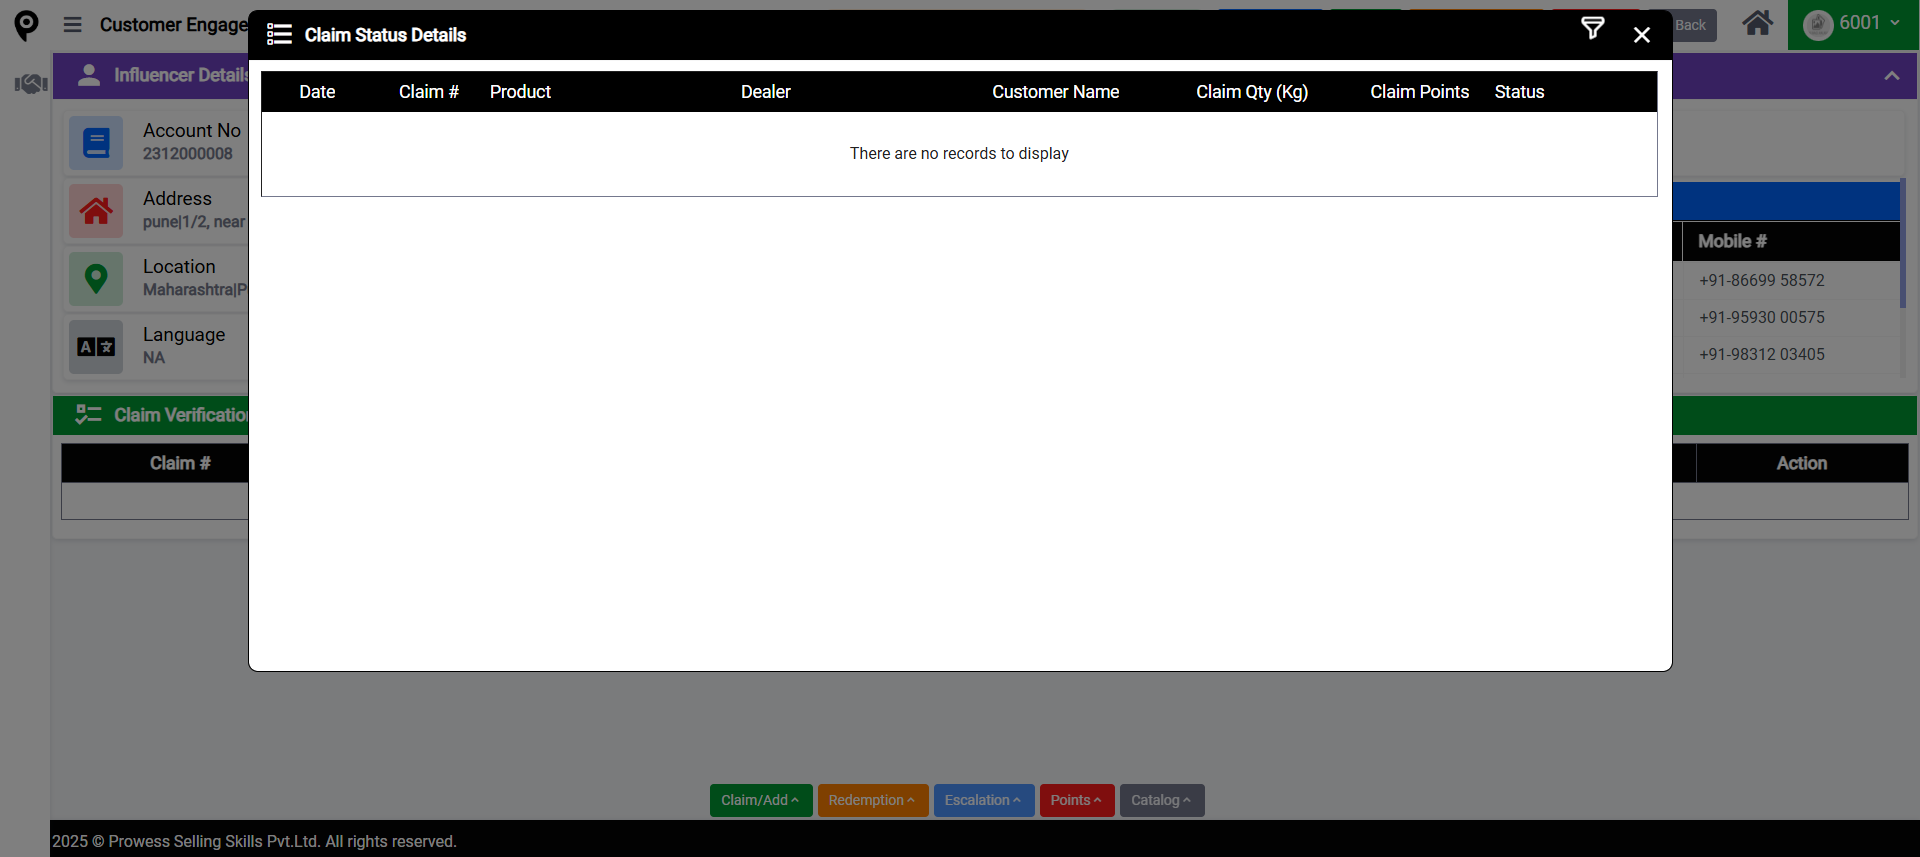 Customer Engage
Claim Status Details
Back
6001
Influencer Details
Date Claim # Product Dealer Customer Name Claim Qty (Kg) Claim Points Status
There are no records to display
Account No
2312000008
Address
pune|1/2, near
Location
Maharashtra|P
Language
NA
Mobile #
+91-86699 58572
+91-95930 00575
+91-98312 03405
Claim Verification
Claim # Action
Claim/Add Redemption Escalation Points Catalog
2025 © Prowess Selling Skills Pvt.Ltd. All rights reserved.